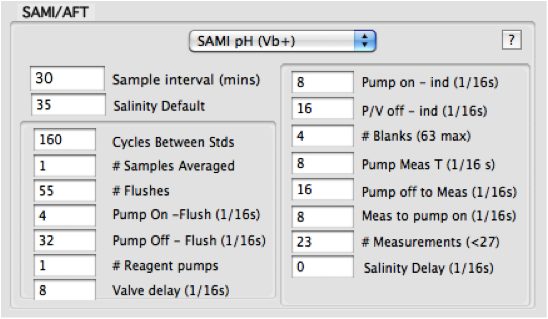 SAMI/AFT
SAMI pH (Vb+)
?
30 Sample interval (mins)
35 Salinity Default
160 Cycles Between Stds
1 # Samples Averaged
55 # Flushes
4 Pump On -Flush (1/16s)
32 Pump Off - Flush (1/16s)
1 # Reagent pumps
8 Valve delay (1/16s)
8 Pump on - ind (1/16s)
16 P/V off - ind (1/16s)
4 # Blanks (63 max)
8 Pump Meas T (1/16 s)
16 Pump off to Meas (1/16s)
8 Meas to pump on (1/16s)
23 # Measurements (<27)
0 Salinity Delay (1/16s)